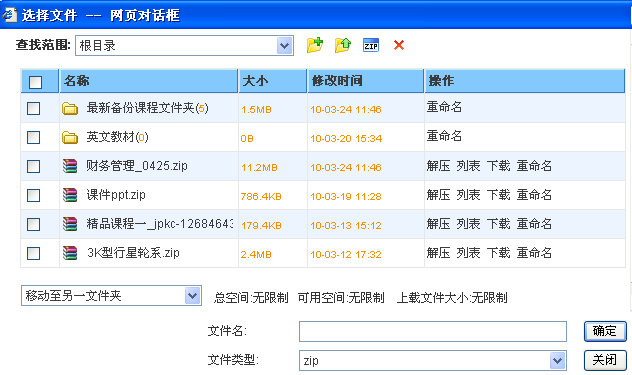 选择文件 -- 网页对话框
查找范围: 根目录 ZIP
名称 大小 修改时间 操作
最新备份课程文件夹(5) 1.5MB 10-03-24 11:46 重命名
英文教材(0) 0B 10-03-20 15:34 重命名
财务管理_0425.zip 11.2MB 10-03-24 11:46 解压 列表 下载 重命名
课件ppt.zip 786.4KB 10-03-19 11:28 解压 列表 下载 重命名
精品课程一_jpkc-12684643 179.4KB 10-03-13 15:12 解压 列表 下载 重命名
3K型行星轮系.zip 2.4MB 10-03-12 17:32 解压 列表 下载 重命名
移动至另一文件夹 总空间:无限制 可用空间:无限制 上载文件大小:无限制
文件名: 确定
文件类型: zip 关闭